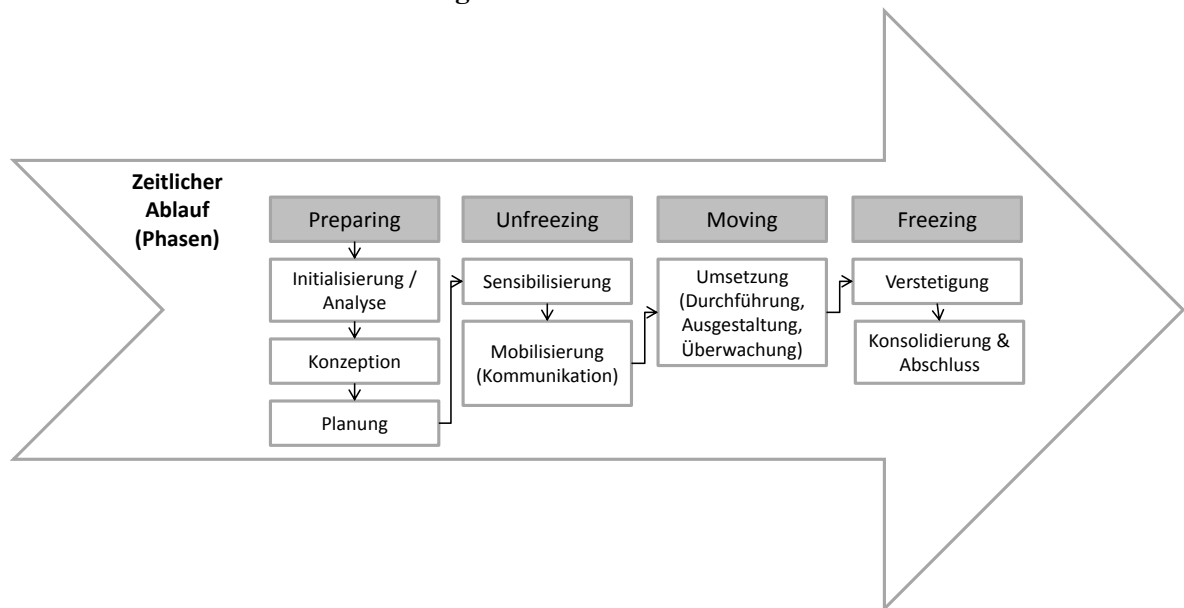 Zeitlicher
Ablauf
(Phasen)
Preparing
Unfreezing
Moving
Freezing
Initialisierung /
Analyse
Konzeption
Planung
Sensibilisierung
Mobilisierung
(Kommunikation)
Umsetzung
(Durchführung,
Ausgestaltung,
Überwachung)
Verstetigung
Konsolidierung &
Abschluss